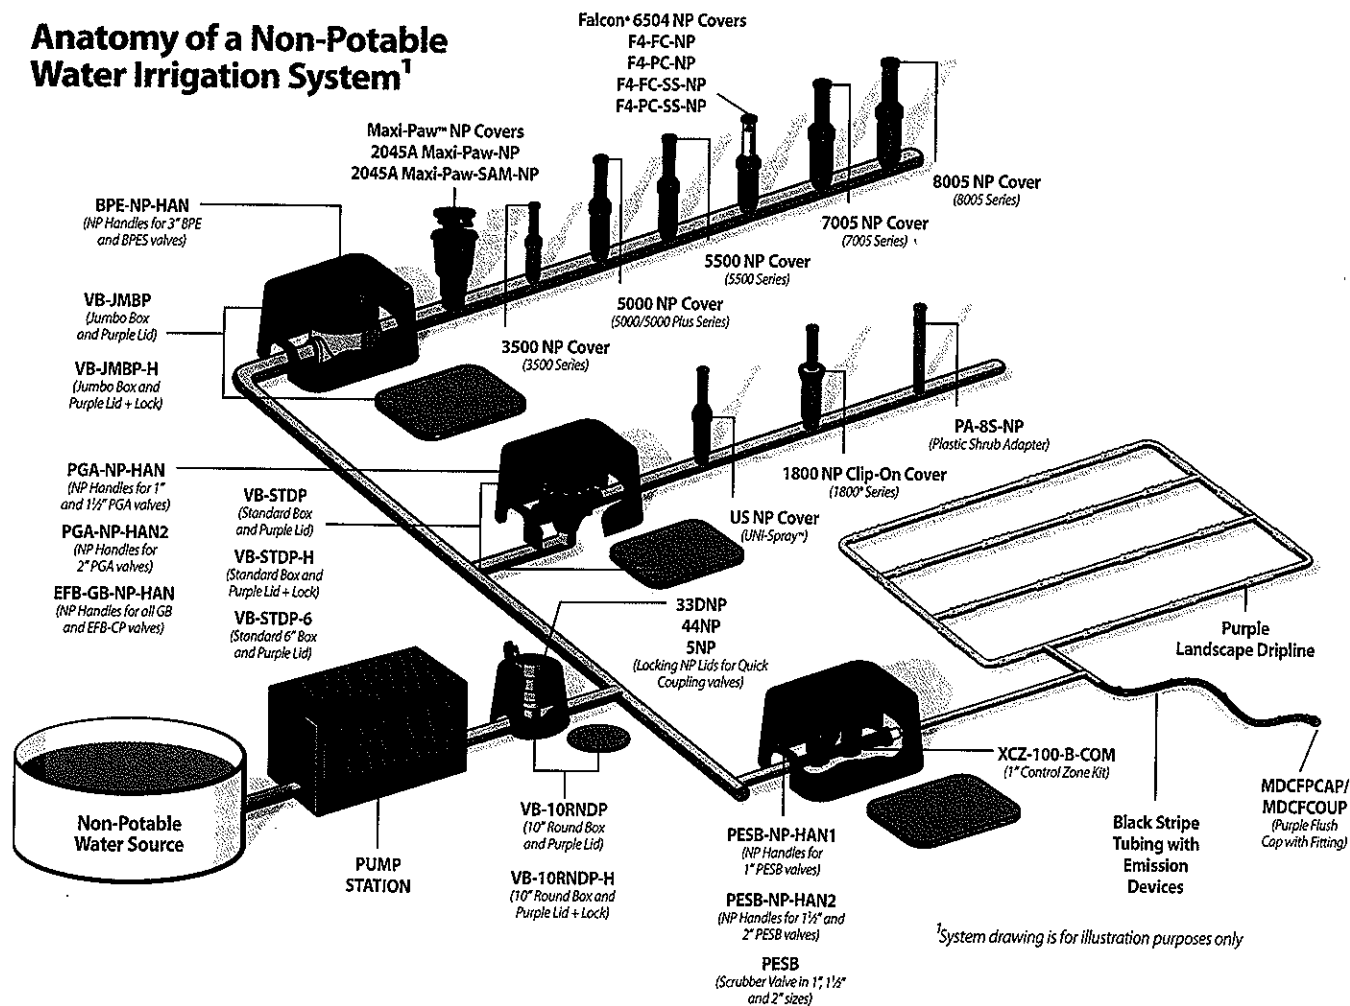 Anatomy of a Non-Potable
Water Irrigation System¹
Falcon® 6504 NP Covers
F4-FC-NP
F4-PC-NP
F4-FC-SS-NP
F4-PC-SS-NP
Maxi-Paw™ NP Covers
2045A Maxi-Paw-NP
2045A Maxi-Paw-SAM-NP
8005 NP Cover
(8005 Series)
7005 NP Cover
(7005 Series)
5500 NP Cover
(5500 Series)
5000 NP Cover
(5000/5000 Plus Series)
3500 NP Cover
(3500 Series)
BPE-NP-HAN
(NP Handles for 3" BPE
and BPES valves)
VB-JMBP
(Jumbo Box
and Purple Lid)
VB-JMBP-H
(Jumbo Box and
Purple Lid + Lock)
PA-8S-NP
(Plastic Shrub Adapter)
1800 NP Clip-On Cover
(1800® Series)
US NP Cover
(UNI-Spray™)
PGA-NP-HAN
(NP Handles for 1"
and 1½" PGA valves)
PGA-NP-HAN2
(NP Handles for
2" PGA valves)
EFB-GB-NP-HAN
(NP Handles for all GB
and EFB-CP valves)
VB-STDP
(Standard Box
and Purple Lid)
VB-STDP-H
(Standard Box and
Purple Lid + Lock)
VB-STDP-6
(Standard 6" Box
and Purple Lid)
33DNP
44NP
5NP
(Locking NP Lids for Quick
Coupling valves)
Purple
Landscape Dripline
XCZ-100-B-COM
(1" Control Zone Kit)
MDCFPCAP/
MDCFCOUP
(Purple Flush
Cap with Fitting)
Black Stripe
Tubing with
Emission
Devices
Non-Potable
Water Source
PUMP
STATION
VB-10RNDP
(10" Round Box
and Purple Lid)
VB-10RNDP-H
(10" Round Box and
Purple Lid + Lock)
PESB-NP-HAN1
(NP Handles for
1" PESB valves)
PESB-NP-HAN2
(NP Handles for 1½" and
2" PESB valves)
PESB
(Scrubber Valve in 1", 1½"
and 2" sizes)
¹System drawing is for illustration purposes only